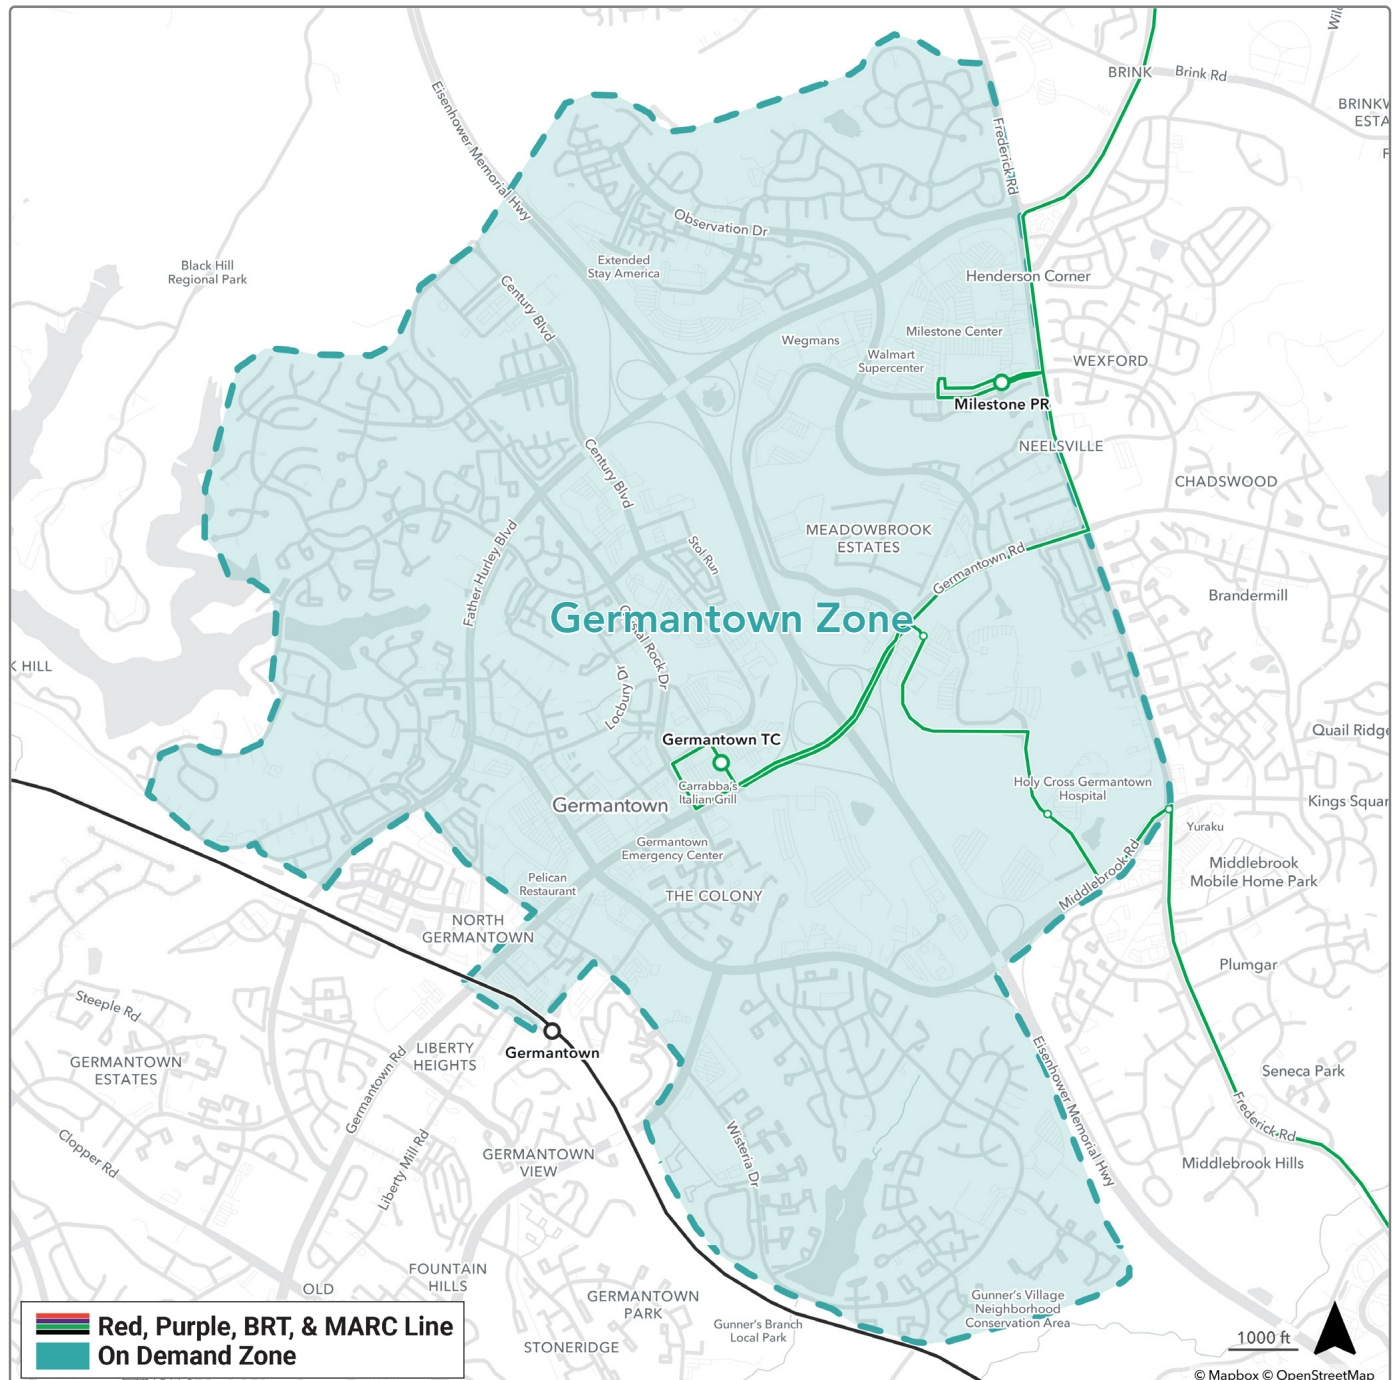 BRINK
Brink Rd
Eisenhower Memorial Hwy
Frederick Rd
Observation Dr
Black Hill
Regional Park
Extended
Stay America
Henderson Corner
Century Blvd
Wegmans
Milestone Center
Walmart
Supercenter
WEXFORD
Milestone PR
NEELSVILLE
Century Blvd
CHADSWOOD
MEADOWBROOK
ESTATES
Stol Run
Father Hurley Blvd
Germantown Rd
Brandermill
Germantown Zone
Rock Dr
HILL
Locbury Dr
Germantown TC
Quail Ridge
Carrabba's
Italian Grill
Holy Cross Germantown
Hospital
Germantown
Kings Squar
Yuraku
Germantown
Emergency Center
Middlebrook Rd
Middlebrook
Mobile Home Park
Pelican
Restaurant
THE COLONY
NORTH
GERMANTOWN
Plumgar
Steeple Rd
Germantown
LIBERTY
HEIGHTS
GERMANTOWN
ESTATES
Germantown Rd
Eisenhower Memorial Hwy
Seneca Park
Frederick Rd
Clopper Rd
Liberty Mill Rd
GERMANTOWN
VIEW
Wisteria Dr
Middlebrook Hills
FOUNTAIN
HILLS
OLD
GERMANTOWN
PARK
Gunner's Village
Neighborhood
Conservation Area
Gunner's Branch
Local Park
STONERIDGE
Red, Purple, BRT, & MARC Line
On Demand Zone
1000 ft
© Mapbox © OpenStreetMap